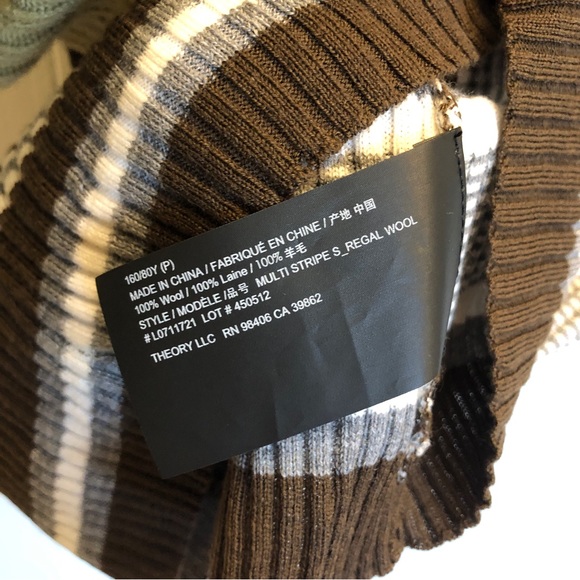 160/80Y (P)
MADE IN CHINA / FABRIQUÉ EN CHINE / 产地 中国
100% Wool / 100% Laine / 100% 羊毛
STYLE / MODÈLE /品号 MULTI STRIPE S_REGAL WOOL
# L0711721 LOT # 450512
THEORY LLC RN 98406 CA 39862